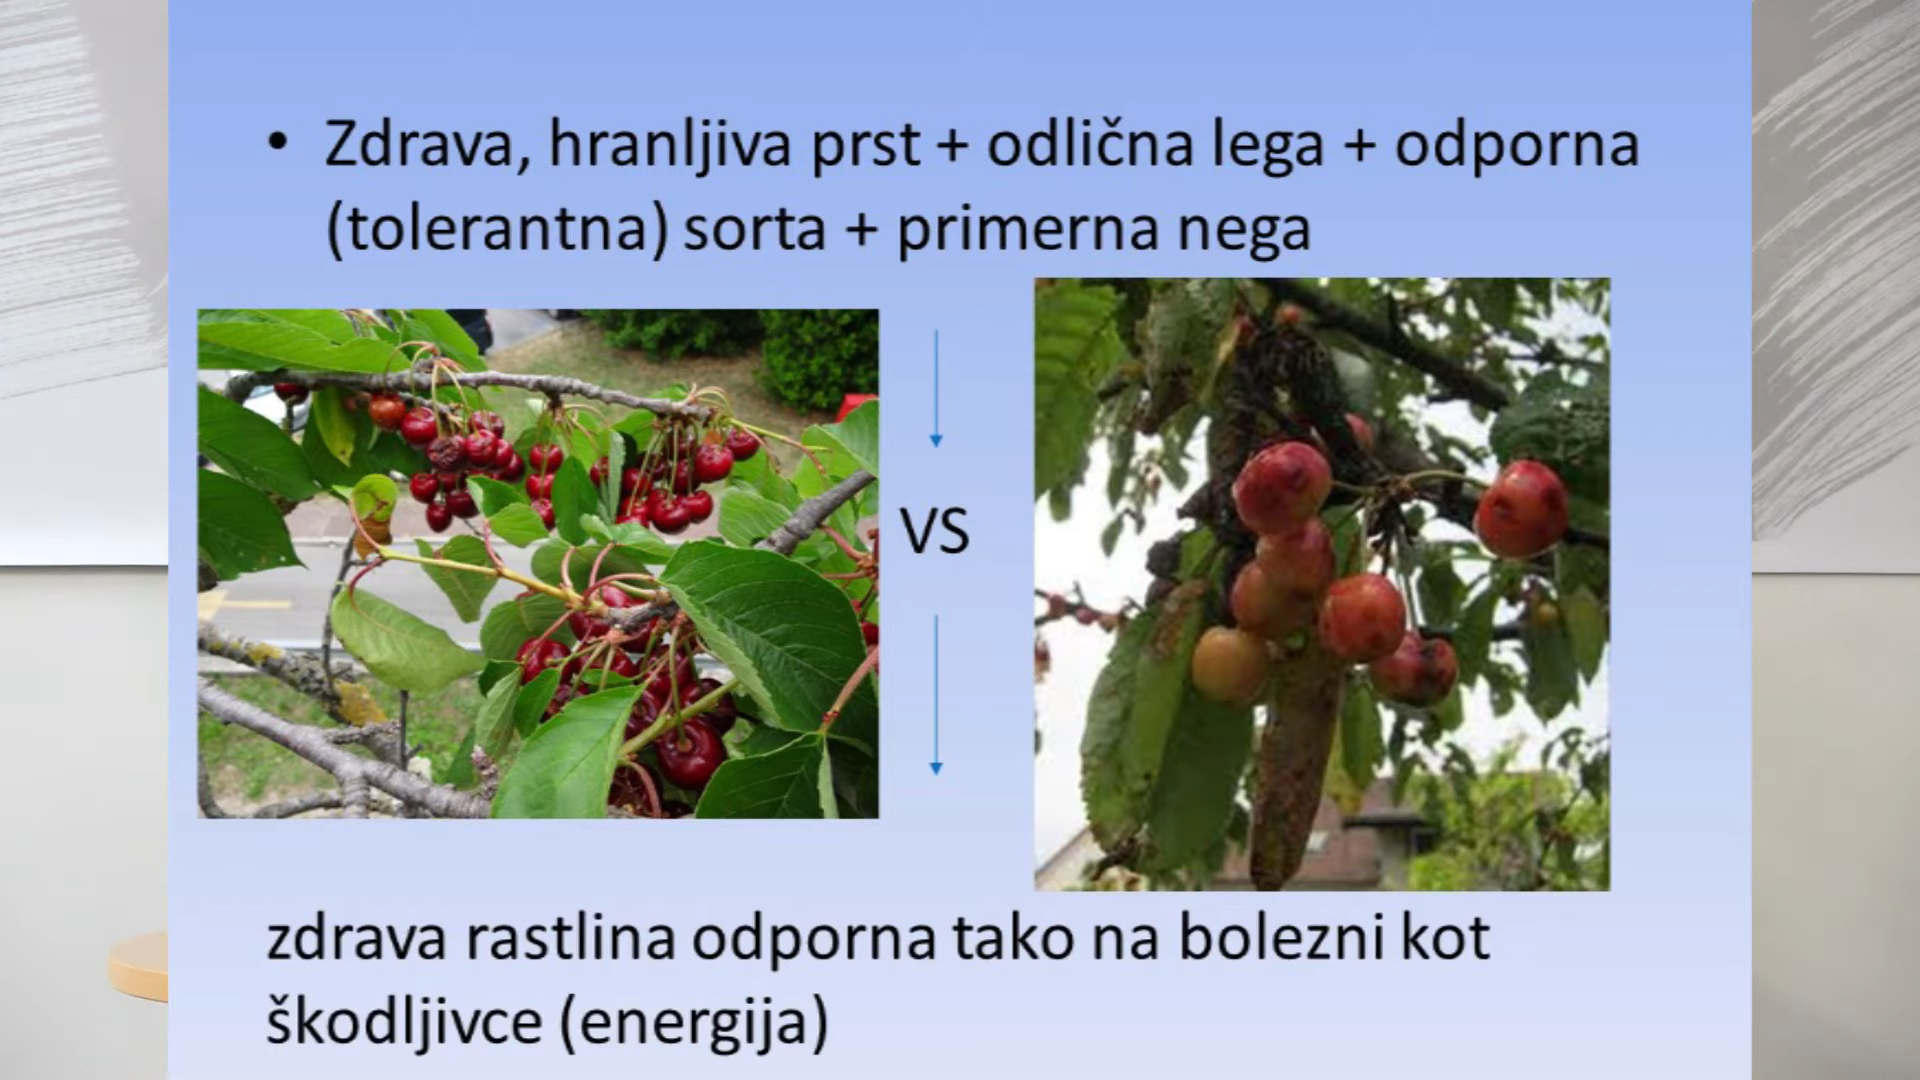 • Zdrava, hranljiva prst + odlična lega + odporna
(tolerantna) sorta + primerna nega
VS
zdrava rastlina odporna tako na bolezni kot
škodljivce (energija)